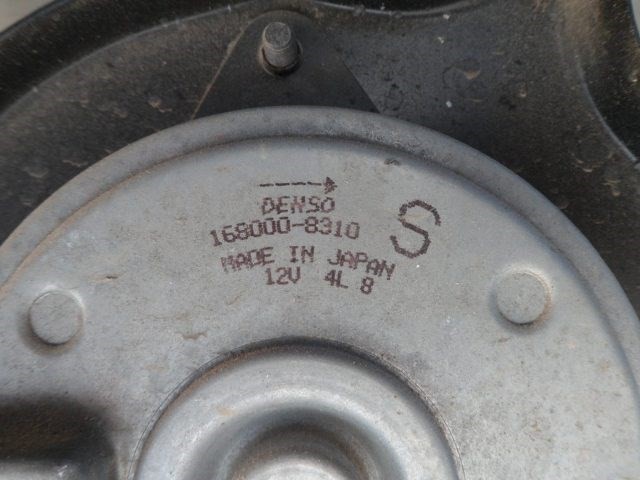 DENSO
168000-8310
S
MADE IN JAPAN
12V 4L 8